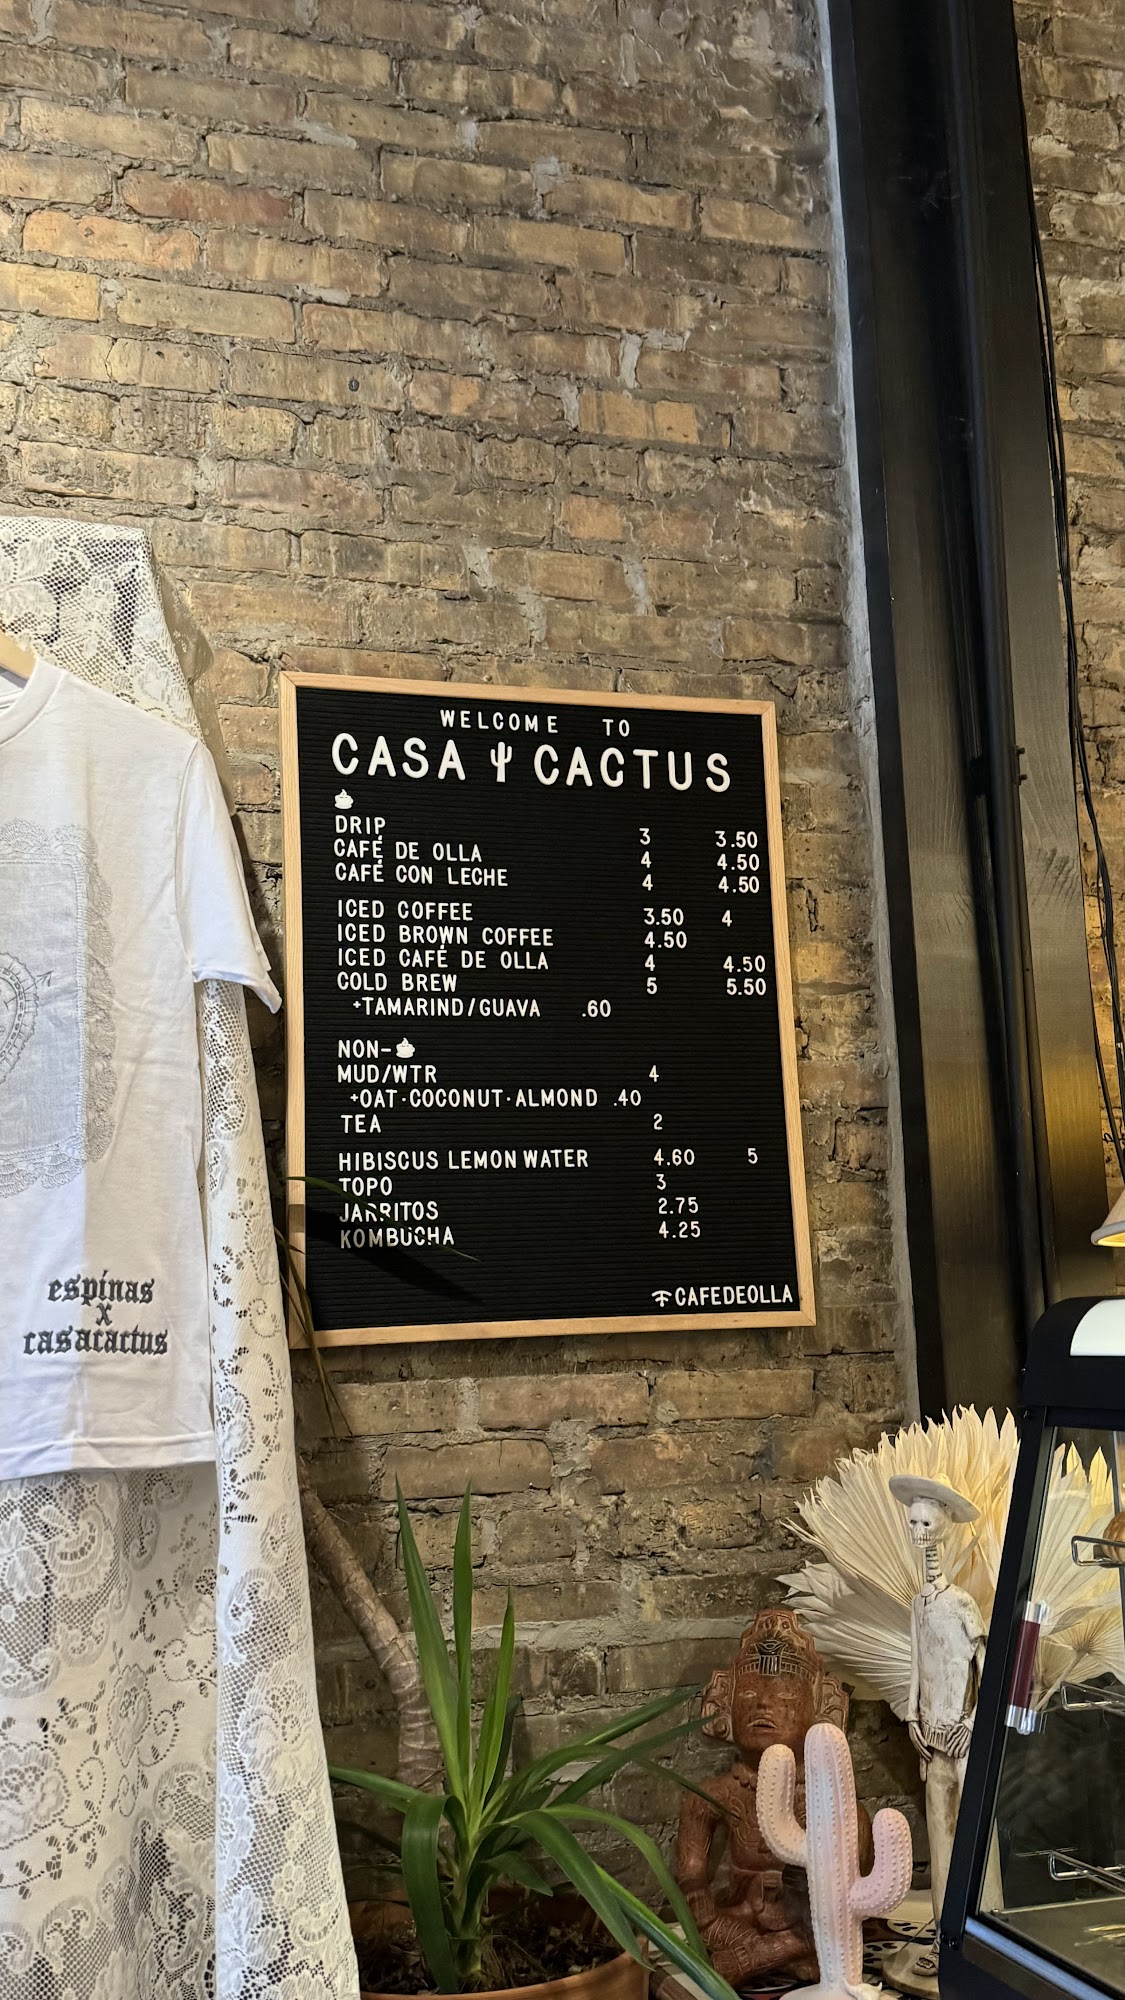 WELCOME TO
CASA CACTUS
DRIP 3 3.50
CAFÉ DE OLLA 4 4.50
CAFÉ CON LECHE 4 4.50
ICED COFFEE 3.50 4
ICED BROWN COFFEE 4.50
ICED CAFÉ DE OLLA 4 4.50
COLD BREW 5 5.50
+TAMARIND/GUAVA .60
NON-
MUD/WTR 4
+OAT·COCONUT·ALMOND .40
TEA 2
HIBISCUS LEMON WATER 4.60 5
TOPO 3
JARRITOS 2.75
KOMBUCHA 4.25
CAFEDEOLLA
espinas
x
casacactus